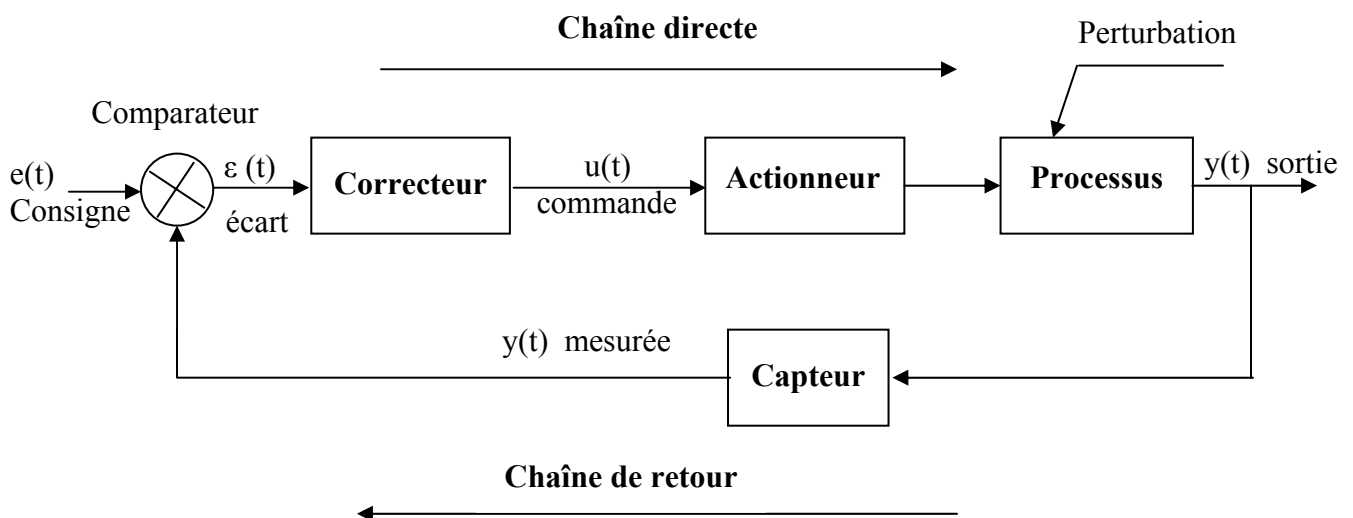 Chaîne directe
Perturbation
Comparateur
e(t)
Consigne
ε (t)
écart
Correcteur
u(t)
commande
Actionneur
Processus
y(t) sortie
y(t) mesurée
Capteur
Chaîne de retour